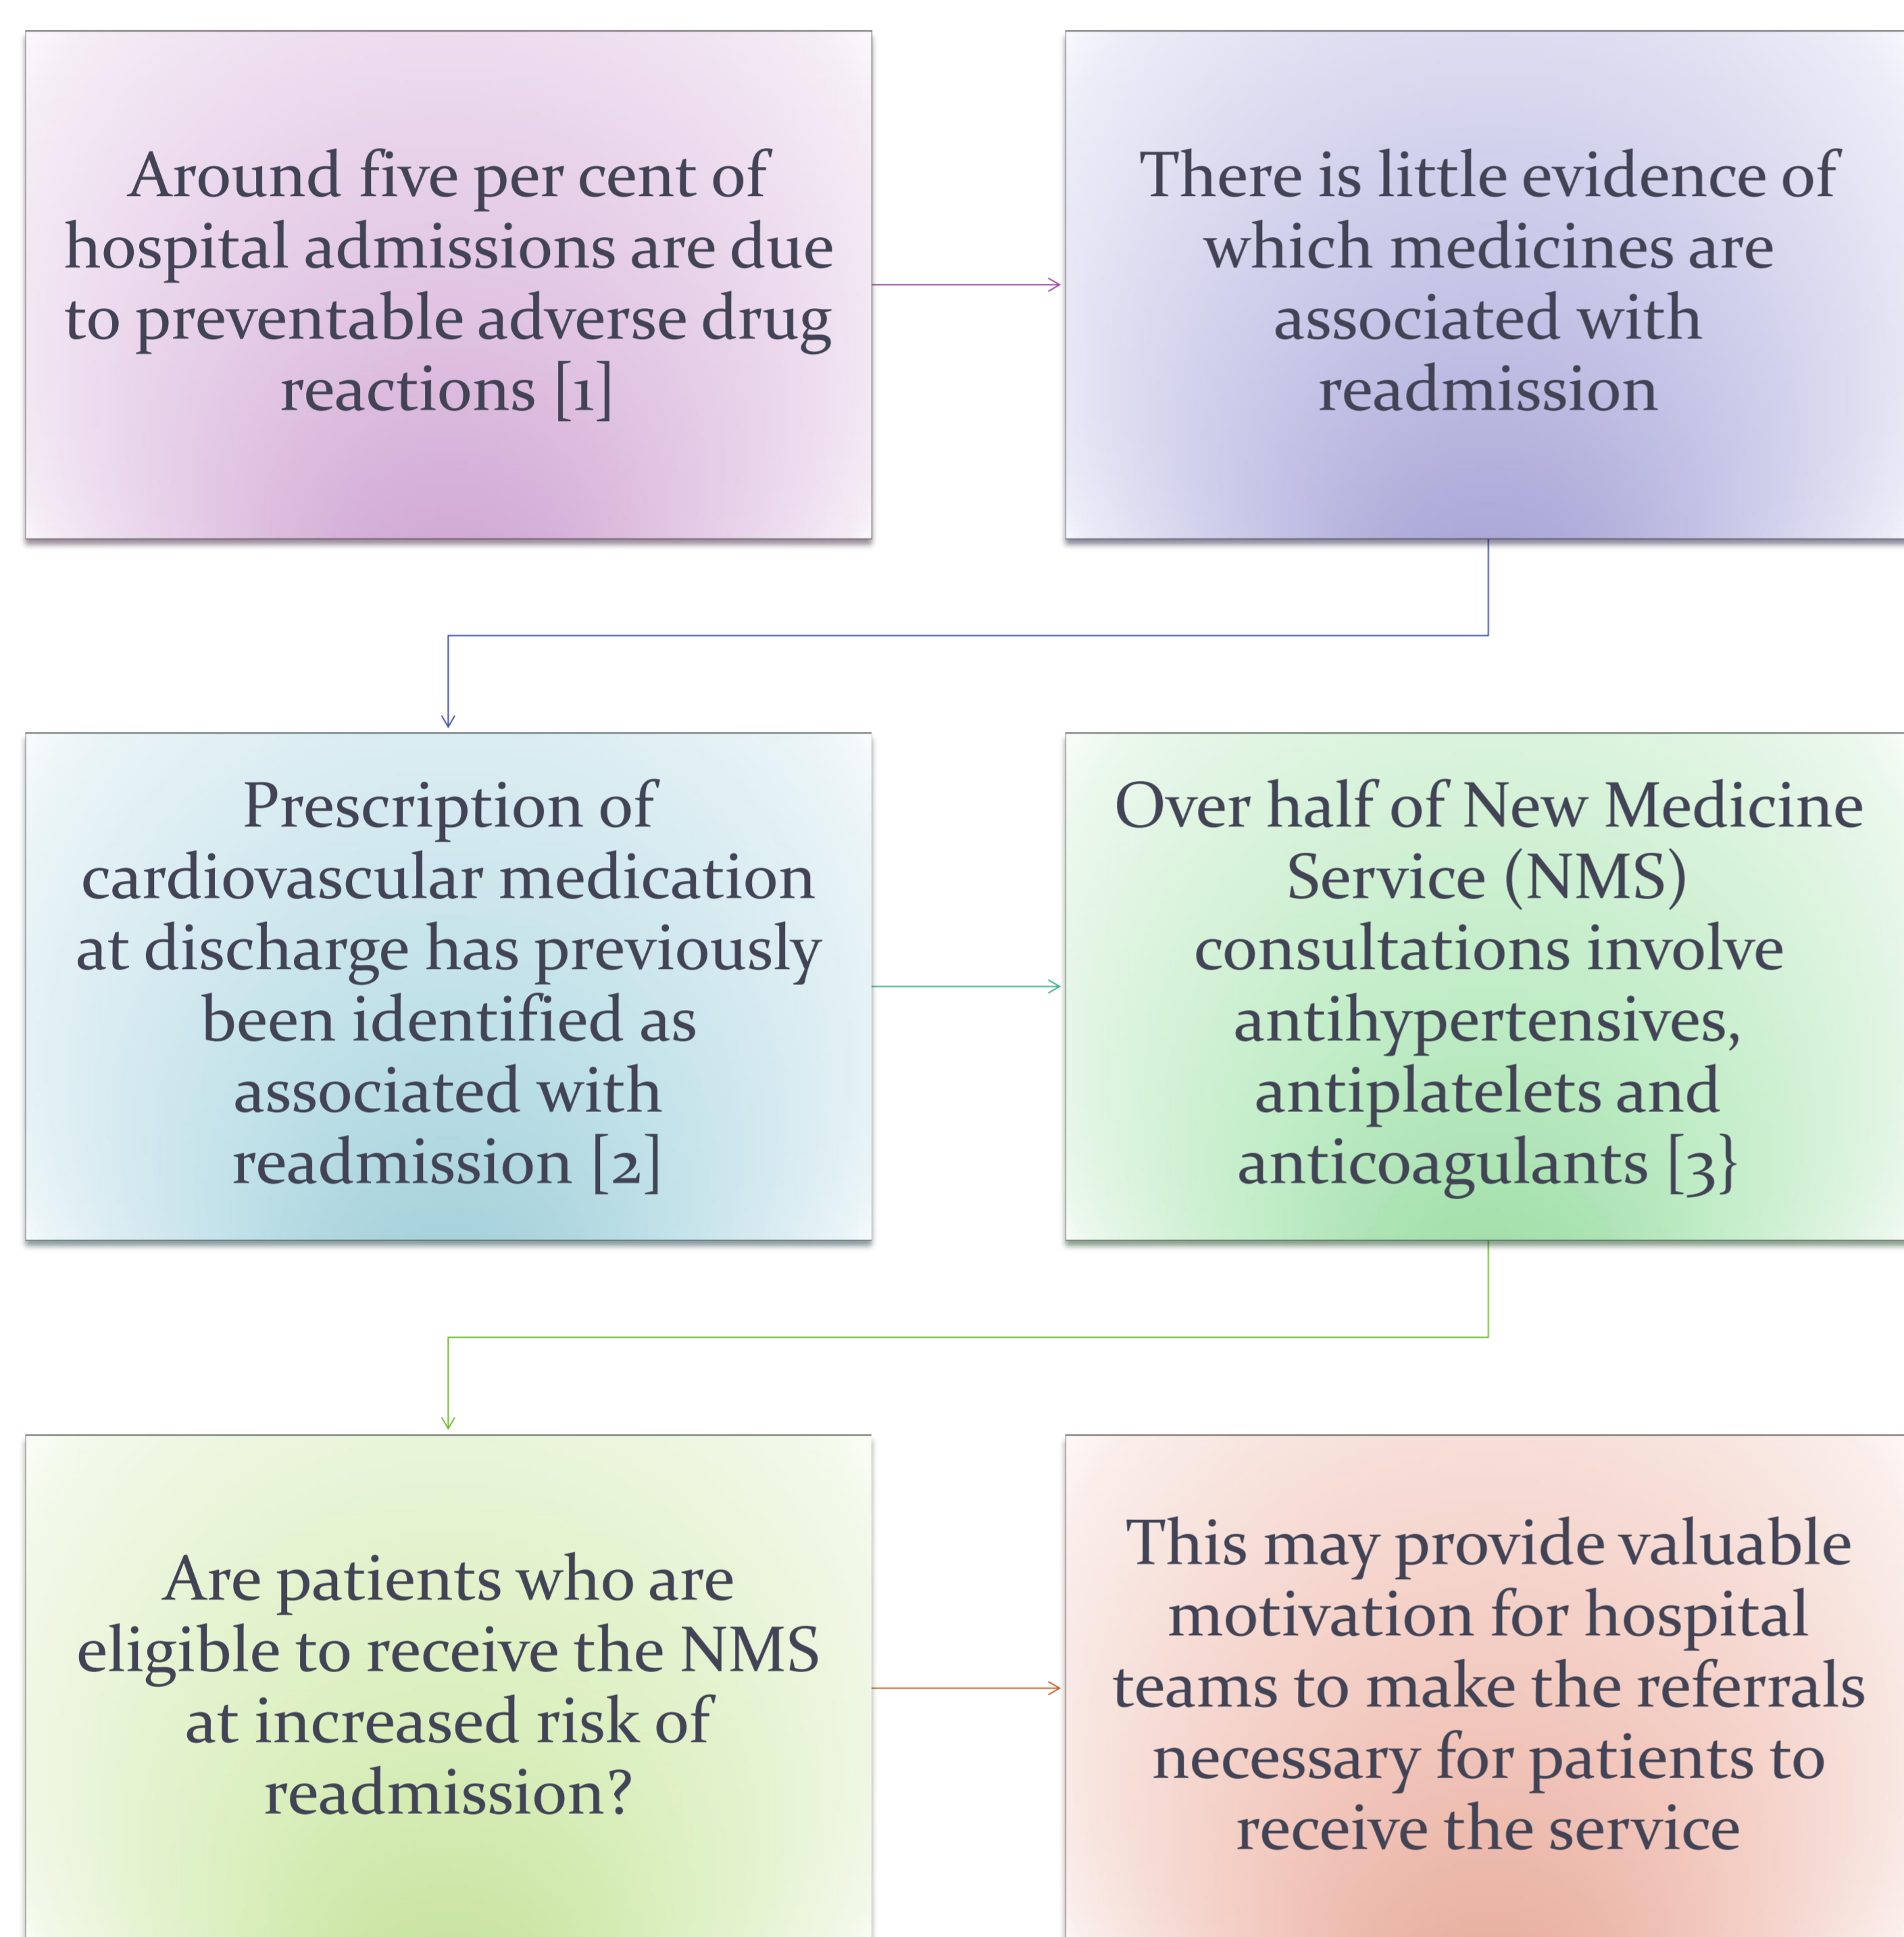 Around five per cent of
hospital admissions are due
to preventable adverse drug
reactions [1]
There is little evidence of
which medicines are
associated with
readmission
Prescription of
cardiovascular medication
at discharge has previously
been identified as
associated with
readmission [2]
Over half of New Medicine
Service (NMS)
consultations involve
antihypertensives,
antiplatelets and
anticoagulants [3}
Are patients who are
eligible to receive the NMS
at increased risk of
readmission?
This may provide valuable
motivation for hospital
teams to make the referrals
necessary for patients to
receive the service